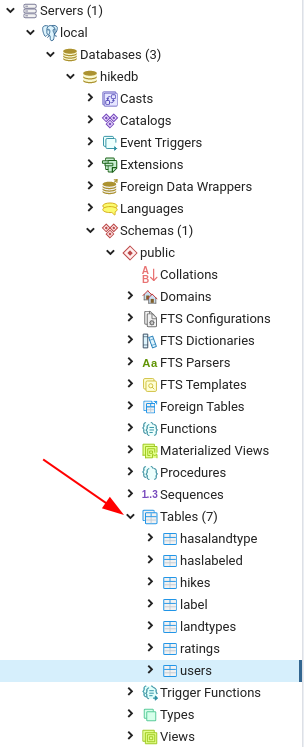 Servers (1)
local
Databases (3)
hikedb
Casts
Catalogs
Event Triggers
Extensions
Foreign Data Wrappers
Languages
Schemas (1)
public
Collations
Domains
FTS Configurations
FTS Dictionaries
Aa FTS Parsers
FTS Templates
Foreign Tables
Functions
Materialized Views
Procedures
1..3 Sequences
Tables (7)
hasalandtype
haslabeled
hikes
label
landtypes
ratings
users
Trigger Functions
Types
Views